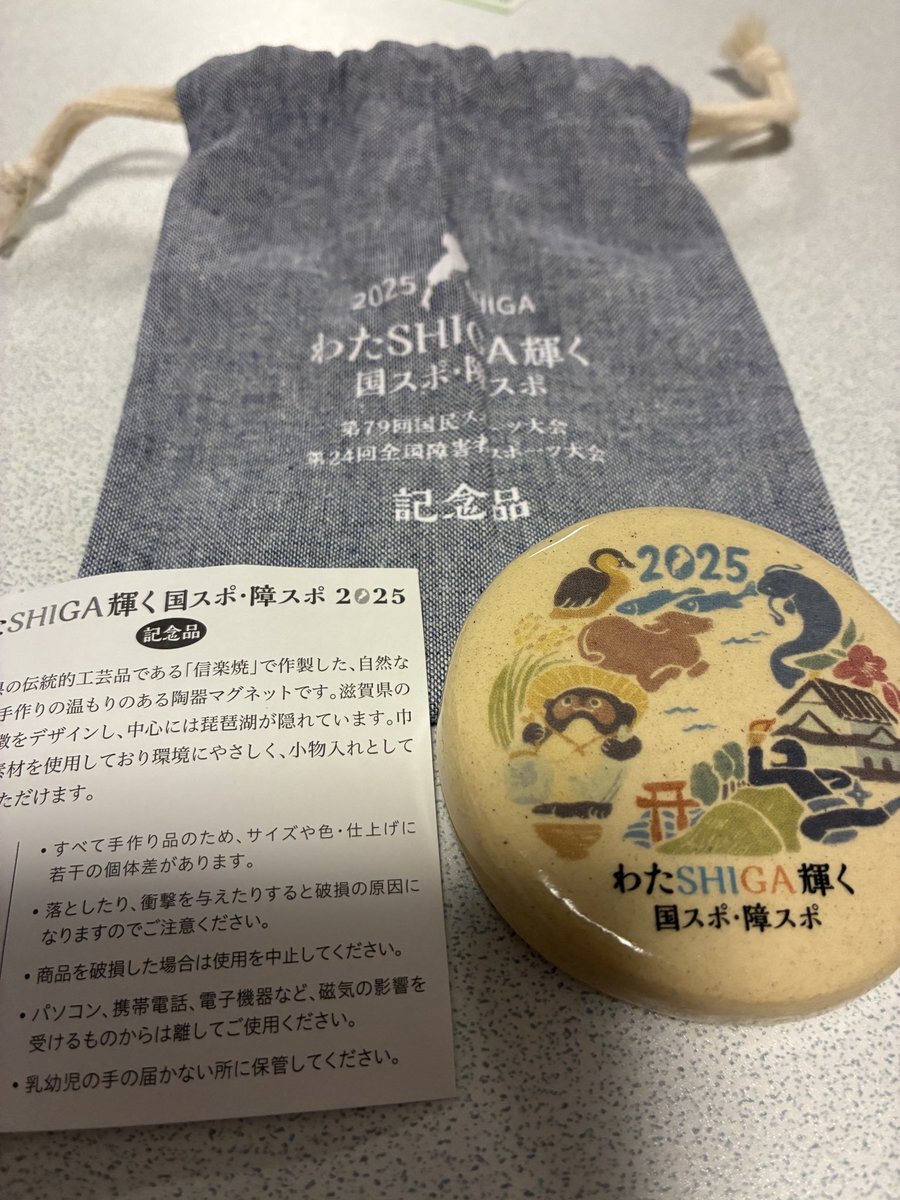 2025 SHIGA
わたSHIGA輝く
国スポ・障スポ
第79回国民スポーツ大会
第24回全国障害者スポーツ大会
記念品
SHIGA輝く国スポ・障スポ 2025
記念品
の伝統的工芸品である「信楽焼」で作製した、自然な
手作りの温もりのある陶器マグネットです。滋賀県の
徴をデザインし、中心には琵琶湖が隠れています。巾
素材を使用しており環境にやさしく、小物入れとして
ただけます。
・すべて手作り品のため、サイズや色・仕上げに
若干の個体差があります。
・落としたり、衝撃を与えたりすると破損の原因に
なりますのでご注意ください。
・商品を破損した場合は使用を中止してください。
・パソコン、携帯電話、電子機器など、磁気の影響を
受けるものからは離してご使用ください。
・乳幼児の手の届かない所に保管してください。
2025
わたSHIGA輝く
国スポ・障スポ